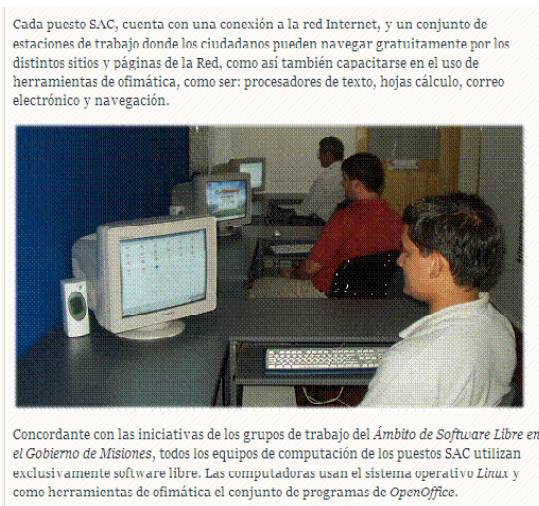 Cada puesto SAC, cuenta con una conexión a la red Internet, y un conjunto de
estaciones de trabajo donde los ciudadanos pueden navegar gratuitamente por los
distintos sitios y páginas de la Red, como así también capacitarse en el uso de
herramientas de ofimática, como ser: procesadores de texto, hojas cálculo, correo
electrónico y navegación.
Concordante con las iniciativas de los grupos de trabajo del Ámbito de Software Libre en
el Gobierno de Misiones, todos los equipos de computación de los puestos SAC utilizan
exclusivamente software libre. Las computadoras usan el sistema operativo Linux y
como herramientas de ofimática el conjunto de programas de OpenOffice.